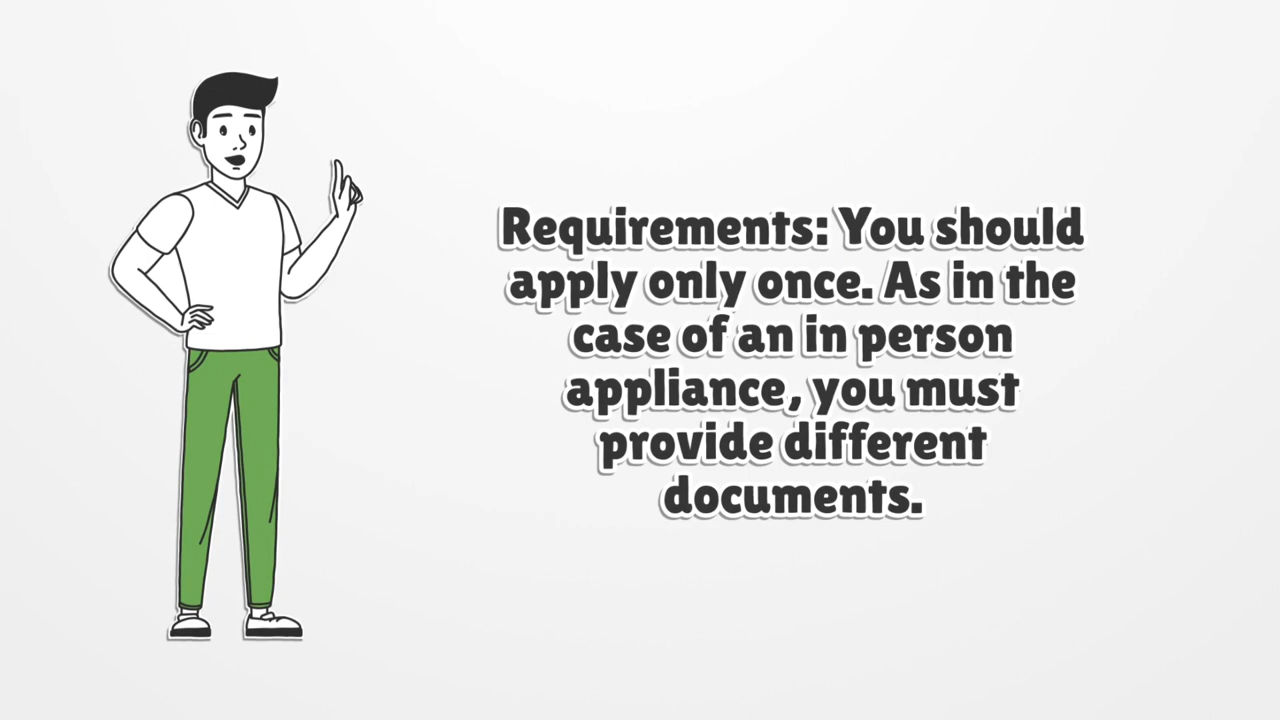 Requirements: You should
apply only once. As in the
case of an in person
appliance, you must
provide different
documents.